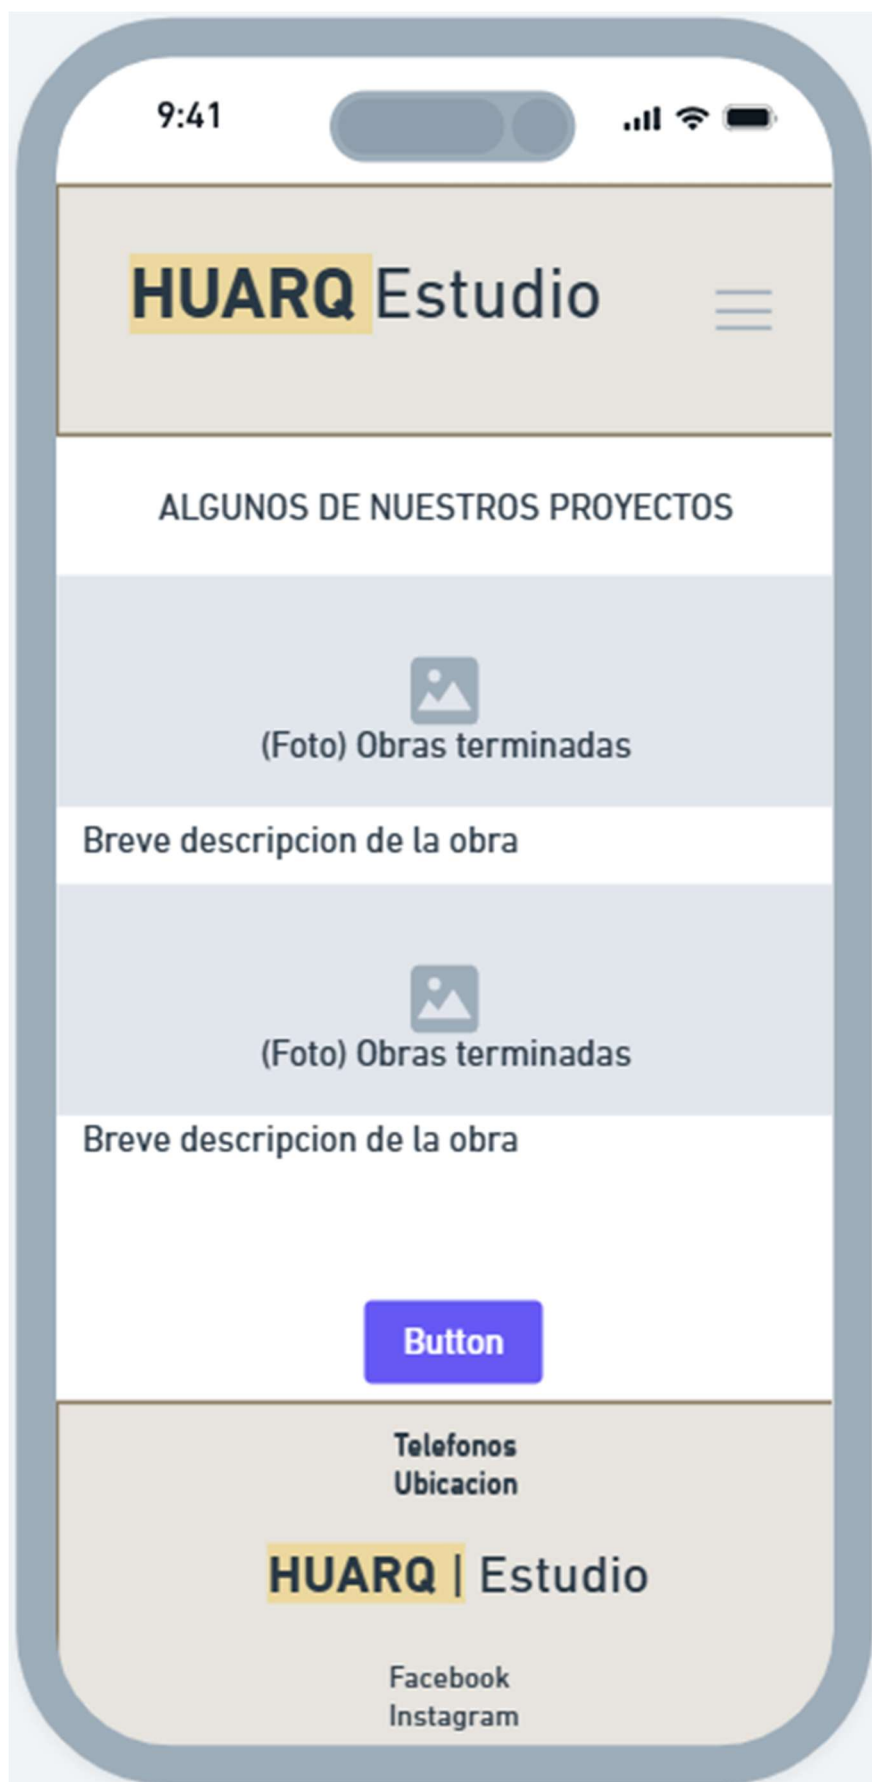 9:41
HUARQ Estudio
ALGUNOS DE NUESTROS PROYECTOS
(Foto) Obras terminadas
Breve descripcion de la obra
(Foto) Obras terminadas
Breve descripcion de la obra
Button
Telefonos
Ubicacion
HUARQ | Estudio
Facebook
Instagram